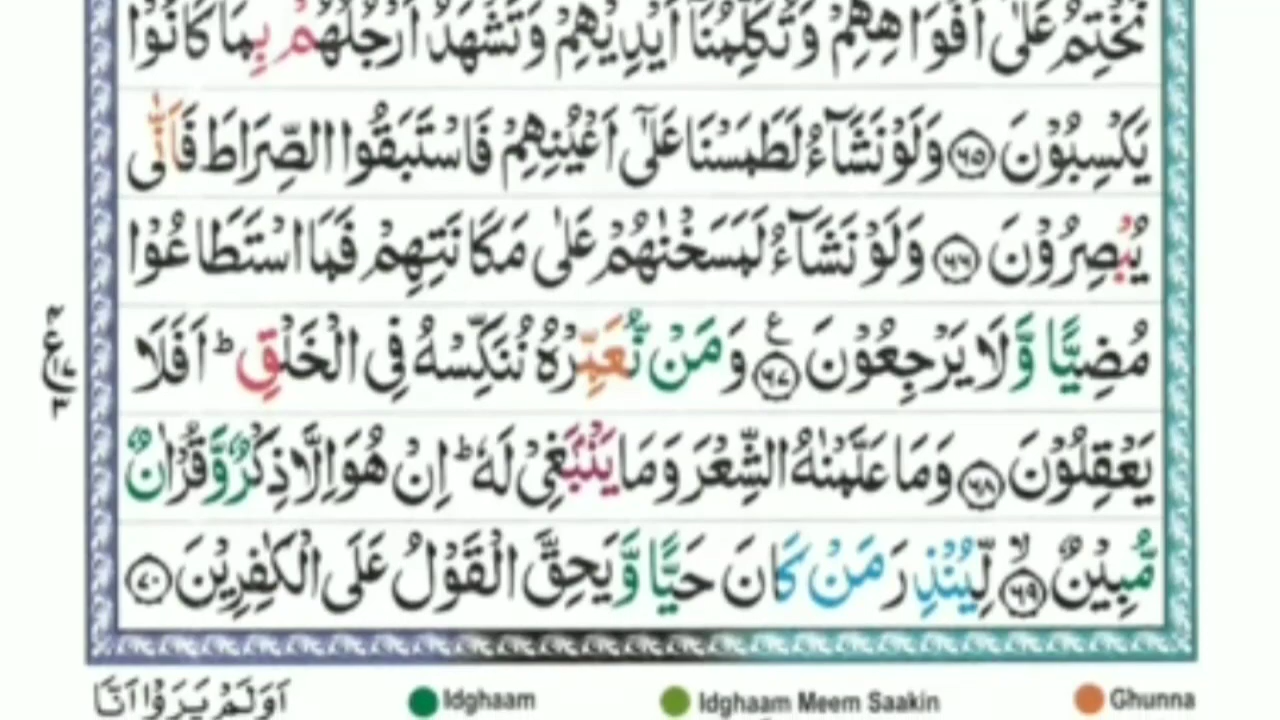 نَخْتِمُ عَلٰٓى اَفْوَاهِهِمْ وَتُكَلِّمُنَاۤ اَيْدِيْهِمْ وَتَشْهَدُ اَرْجُلُهُمْ بِمَا كَانُوْا
يَكْسِبُوْنَ ﴿٦٥﴾ وَلَوْ نَشَآءُ لَطَمَسْنَا عَلٰٓى اَعْيُنِهِمْ فَاسْتَبَقُوا الصِّرَاطَ فَاَنّٰى
يُبْصِرُوْنَ ﴿٦٦﴾ وَلَوْ نَشَآءُ لَمَسَخْنٰهُمْ عَلٰى مَكَانَتِهِمْ فَمَا اسْتَطَاعُوْا
مُضِيًّا وَّلَا يَرْجِعُوْنَ ﴿٦٧﴾ ع وَمَنْ نُّعَمِّرْهُ نُنَكِّسْهُ فِى الْخَلْقِ ؕ اَفَلَا
يَعْقِلُوْنَ ﴿٦٨﴾ وَمَا عَلَّمْنٰهُ الشِّعْرَ وَمَا يَنْۢبَغِىْ لَهٗ ؕ اِنْ هُوَ اِلَّا ذِكْرٌ وَّقُرْاٰنٌ
مُّبِيْنٌ ﴿٦٩﴾ۙ لِّيُنْذِرَ مَنْ كَانَ حَيًّا وَّيَحِقَّ الْقَوْلُ عَلَى الْكٰفِرِيْنَ ﴿٧٠﴾
اَوَلَمْ يَرَوْا اَنَّا
Idghaam
Idghaam Meem Saakin
Ghunna